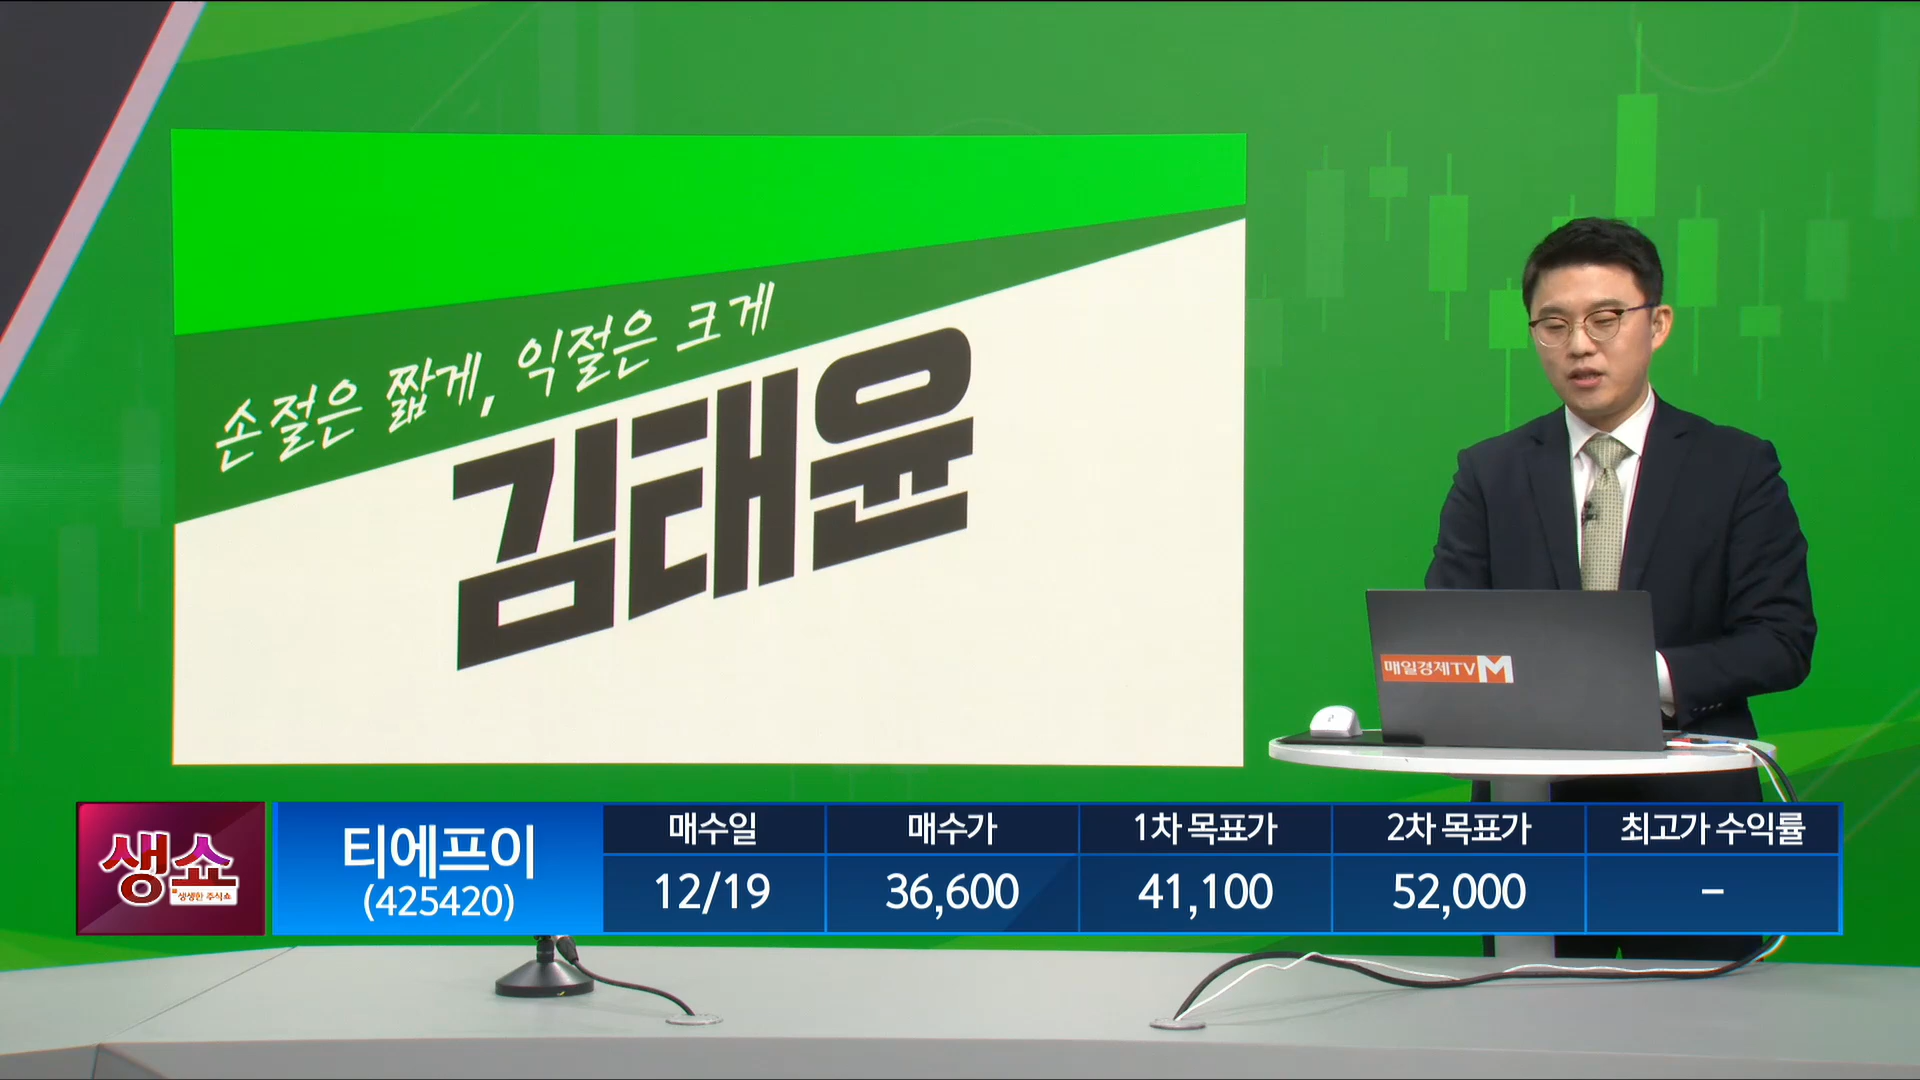 손절은 짧게, 익절은 크게
김태윤
매일경제TV M
생쇼
생생한 주식쇼
티에프이
(425420)
매수일 매수가 1차 목표가 2차 목표가 최고가 수익률
12/19 36,600 41,100 52,000 -